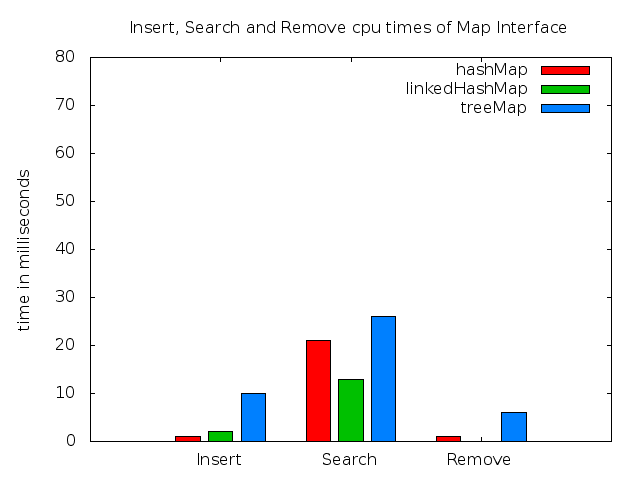 Insert, Search and Remove cpu times of Map Interface
80
70
60
50
40
30
20
10
0
time in milliseconds
hashMap
linkedHashMap
treeMap
Insert Search Remove